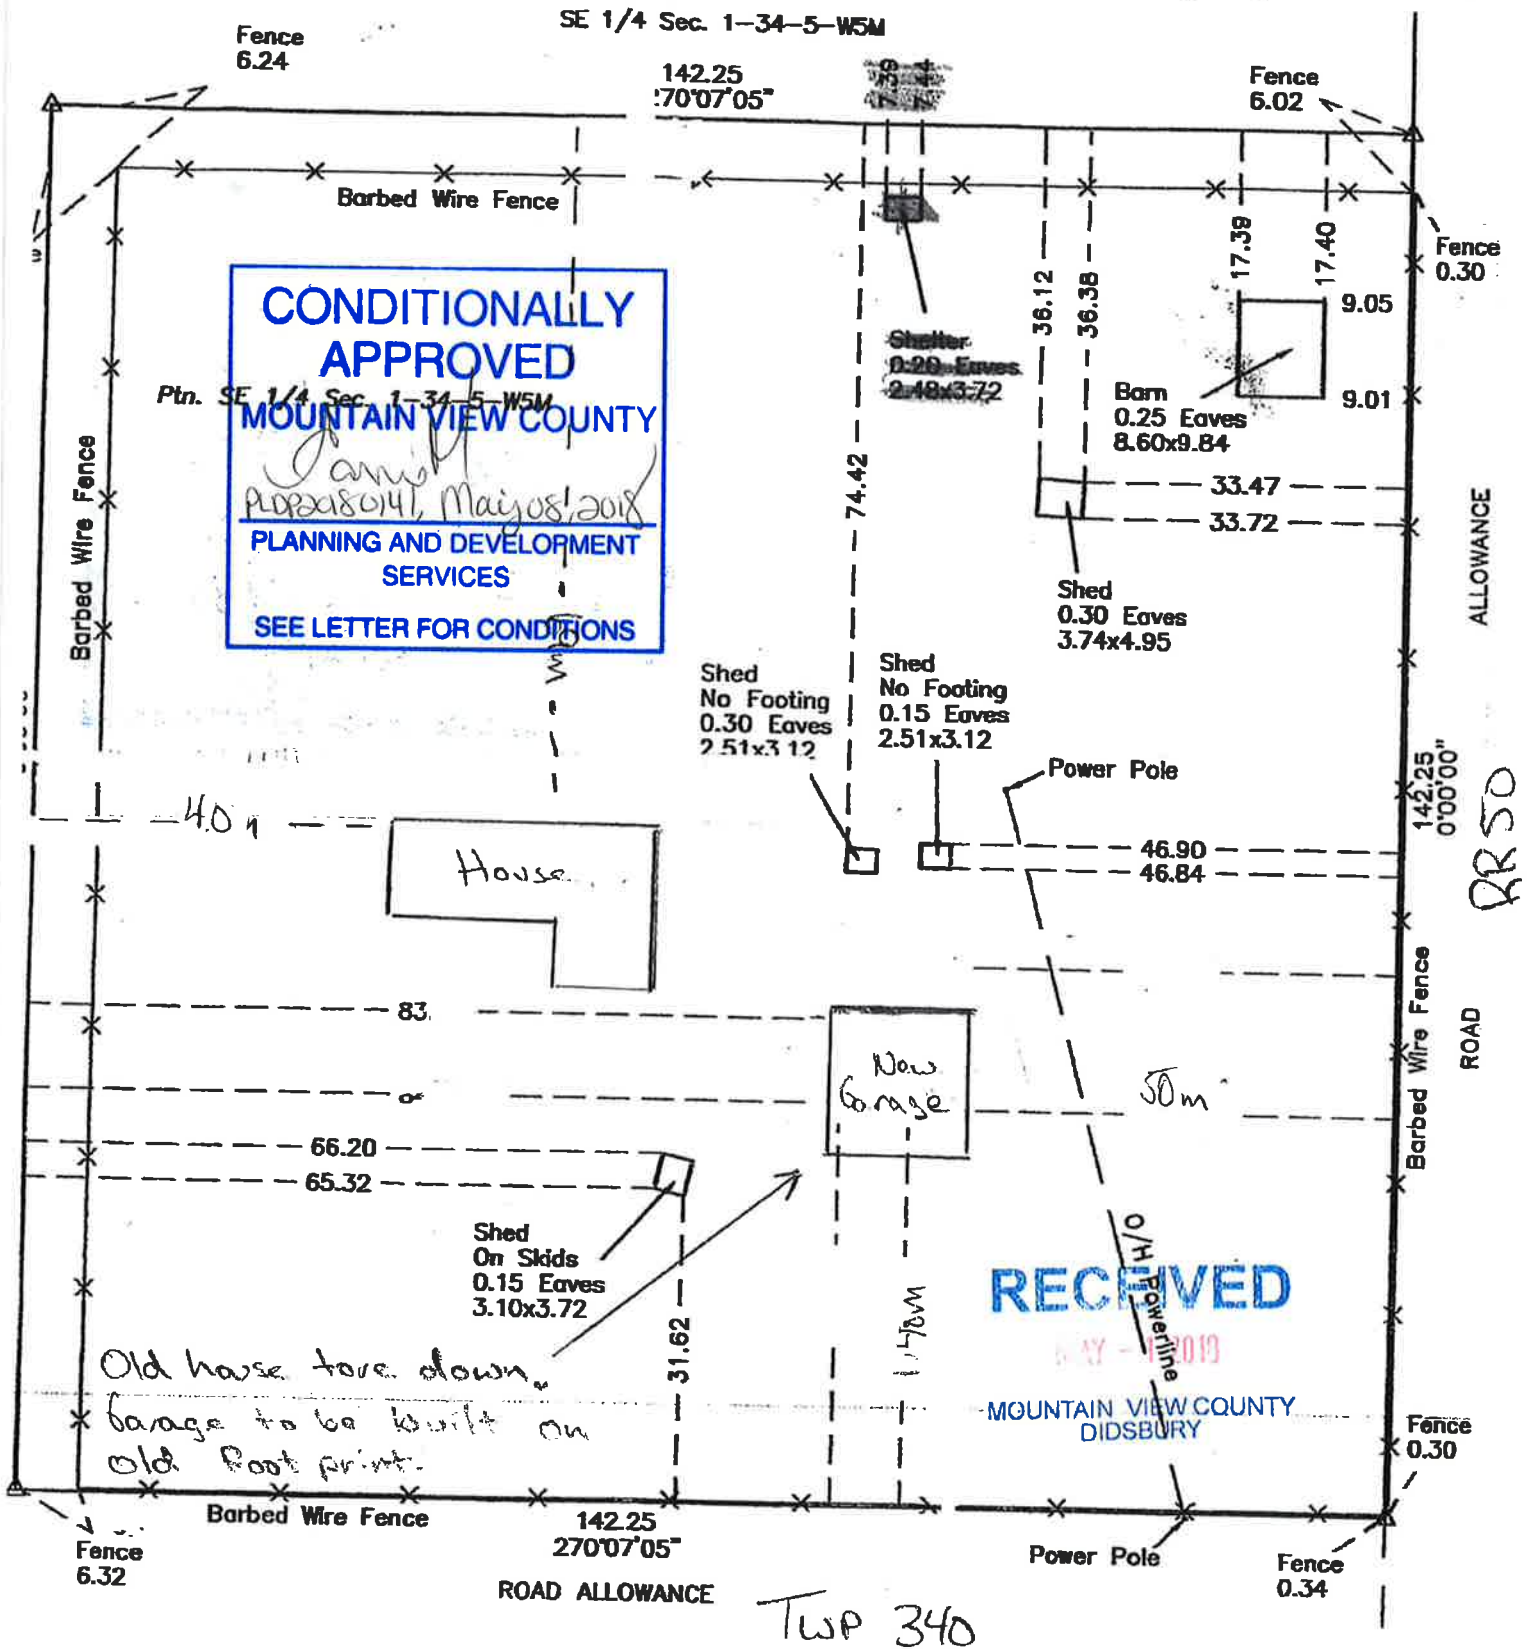 SE 1/4 Sec. 1-34-5-W5M
Fence
6.24
142.25
270°07'05"
7.39
7.44
Fence
6.02
Barbed Wire Fence
Fence
0.30
17.39
17.40
9.05
9.01
36.12
36.38
Shelter
0.20 Eaves
2.48x3.72
Barn
0.25 Eaves
8.60x9.84
CONDITIONALLY
APPROVED
Ptn. SE 1/4 Sec. 1-34-5-W5M
MOUNTAIN VIEW COUNTY
PLDP20180141, May 08, 2018
PLANNING AND DEVELOPMENT
SERVICES
SEE LETTER FOR CONDITIONS
Barbed Wire Fence
74.42
33.47
33.72
ALLOWANCE
Shed
0.30 Eaves
3.74x4.95
Shed
No Footing
0.30 Eaves
2.51x3.12
Shed
No Footing
0.15 Eaves
2.51x3.12
Power Pole
142.25
0°00'00"
RR 50
40
House
46.90
46.84
83.
New
Garage
50m
Barbed Wire Fence
ROAD
66.20
65.32
Shed
On Skids
0.15 Eaves
3.10x3.72
31.62
O/H Powerline
RECEIVED
MAY - 1 2018
MOUNTAIN VIEW COUNTY
DIDSBURY
Old house tore down.
Garage to be built on
old foot print.
Fence
0.30
Barbed Wire Fence
142.25
270°07'05"
Fence
6.32
Power Pole
Fence
0.34
ROAD ALLOWANCE
TWP 340